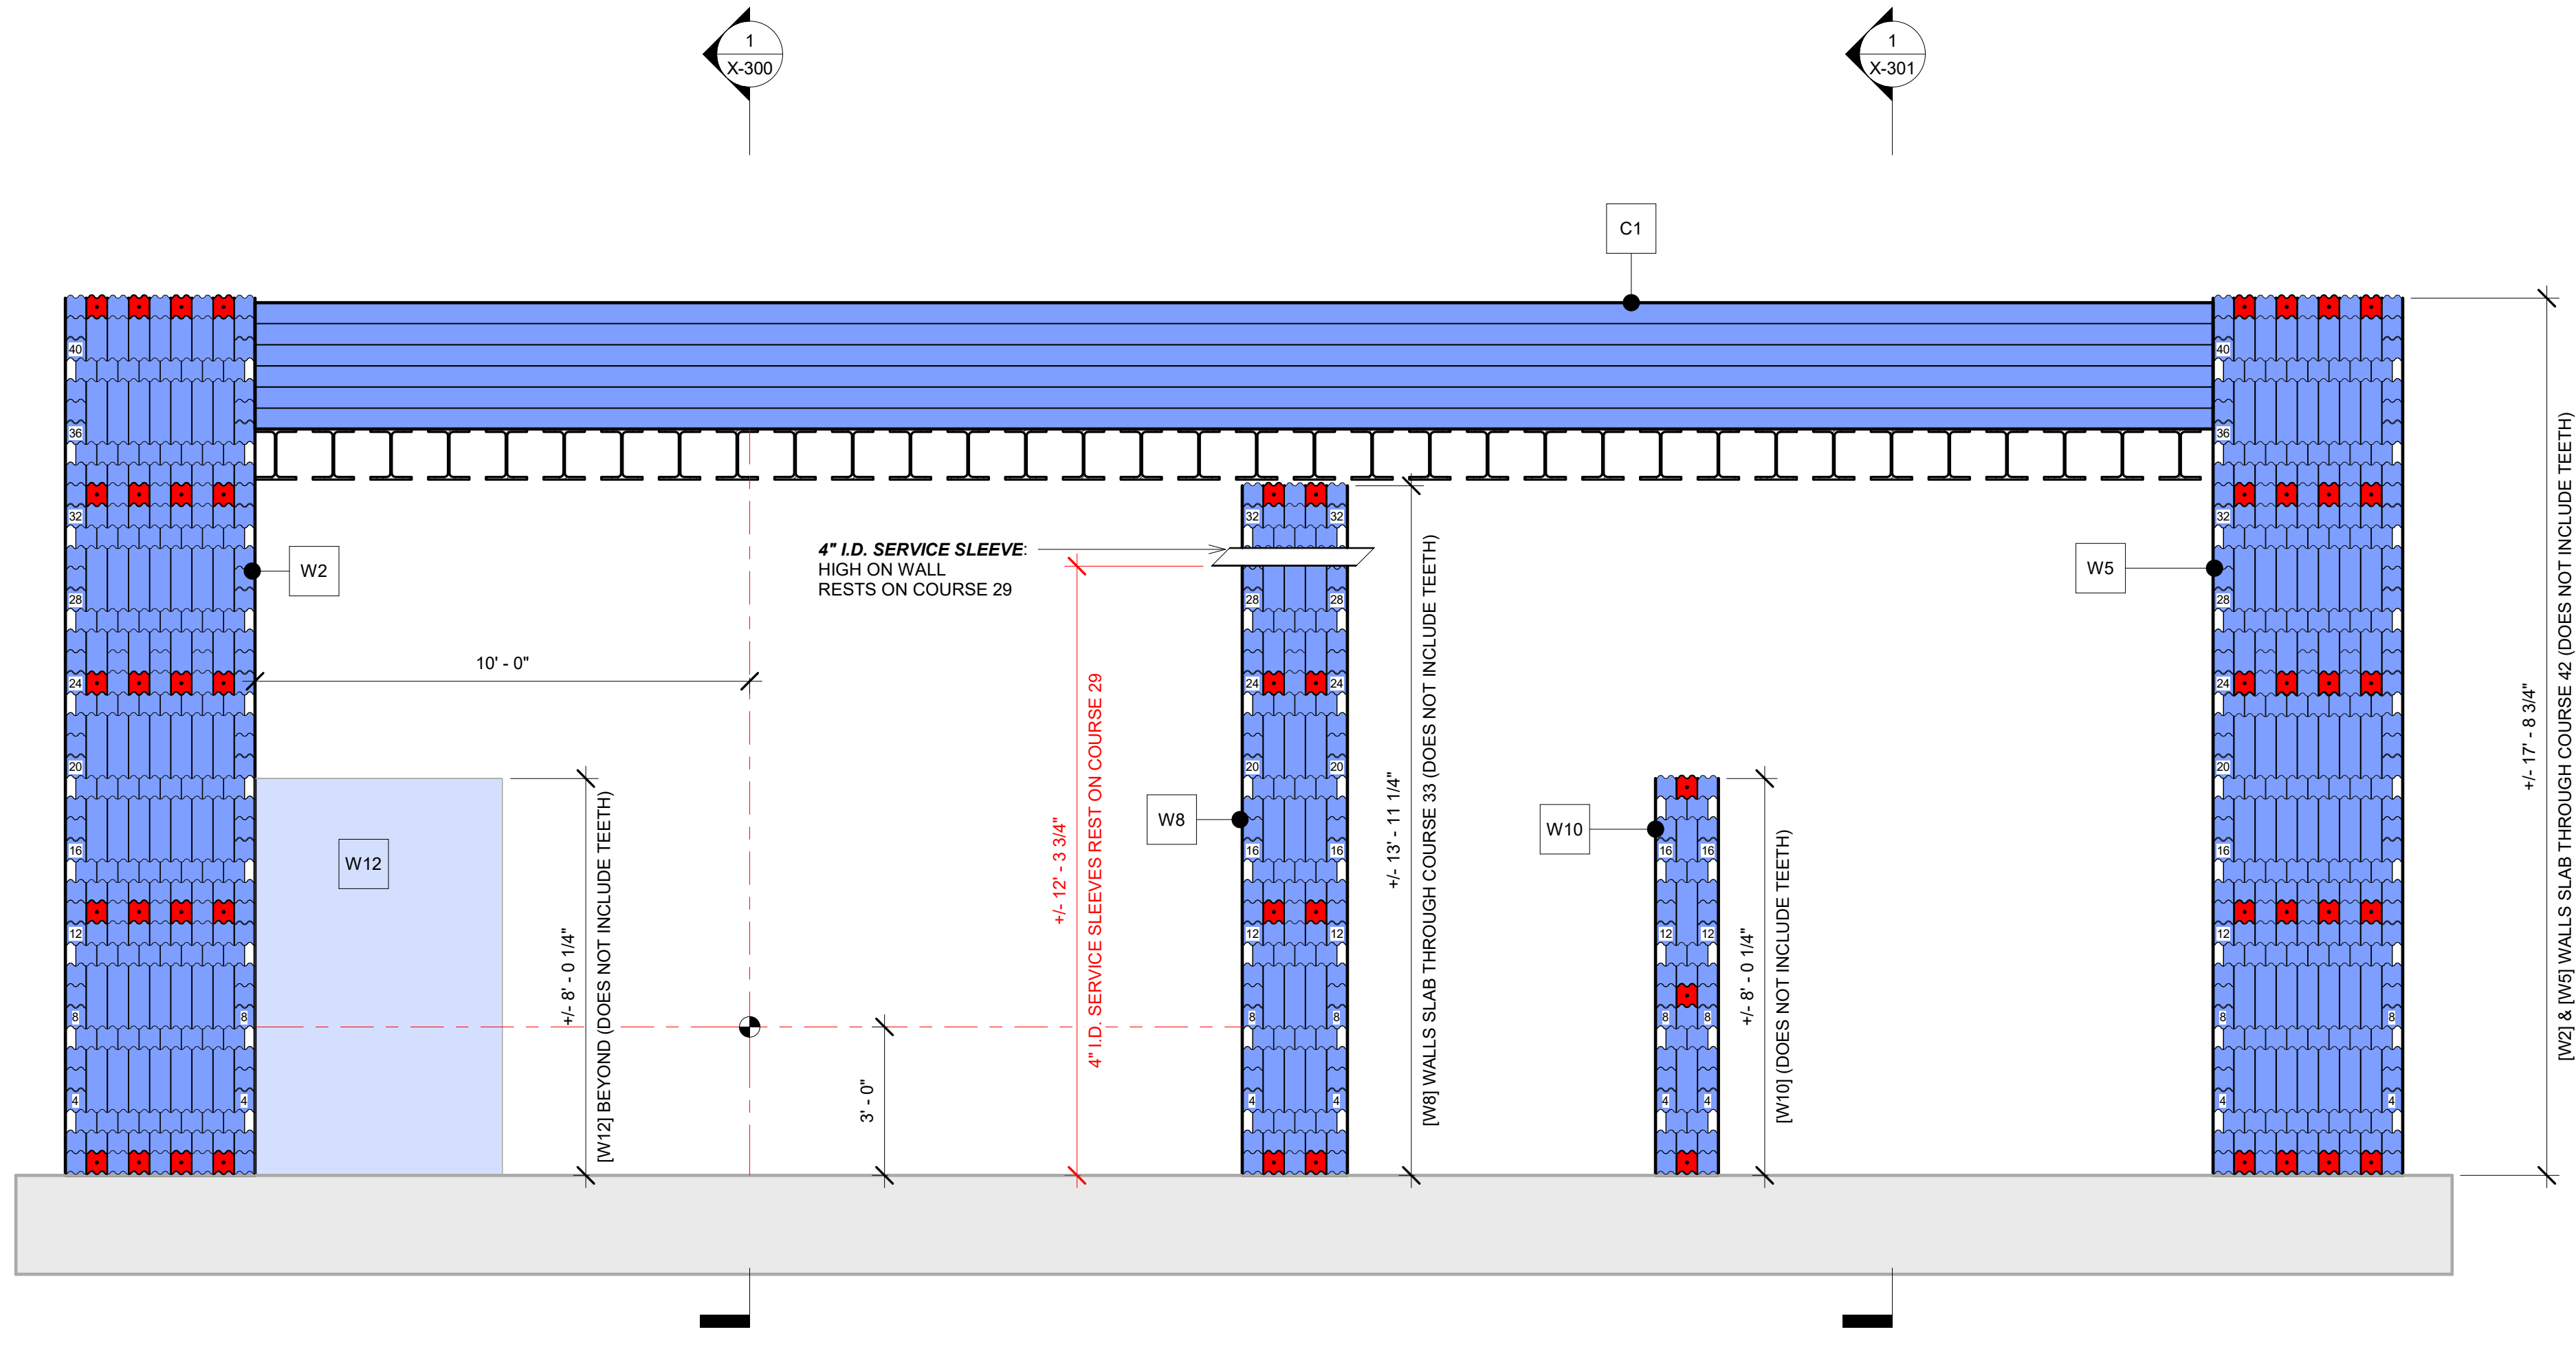 1
X-300
1
X-301
C1
40
40
36
36
32
32
32
32
4" I.D. SERVICE SLEEVE:
HIGH ON WALL
RESTS ON COURSE 29
W2
W5
28
28
28
28
10' - 0"
24
24
24
24
20
20
20
20
W8
W10
W12
16
16
16
16
16
16
12
12
12
12
12
12
8
8
8
8
8
8
8
8
4
4
4
4
4
4
4
4
+/- 8' - 0 1/4"
[W12] BEYOND (DOES NOT INCLUDE TEETH)
3' - 0"
+/- 12' - 3 3/4"
4" I.D. SERVICE SLEEVES REST ON COURSE 29
+/- 13' - 11 1/4"
[W8] WALLS SLAB THROUGH COURSE 33 (DOES NOT INCLUDE TEETH)
+/- 8' - 0 1/4"
[W10] (DOES NOT INCLUDE TEETH)
+/- 17' - 8 3/4"
[W2] & [W5] WALLS SLAB THROUGH COURSE 42 (DOES NOT INCLUDE TEETH)